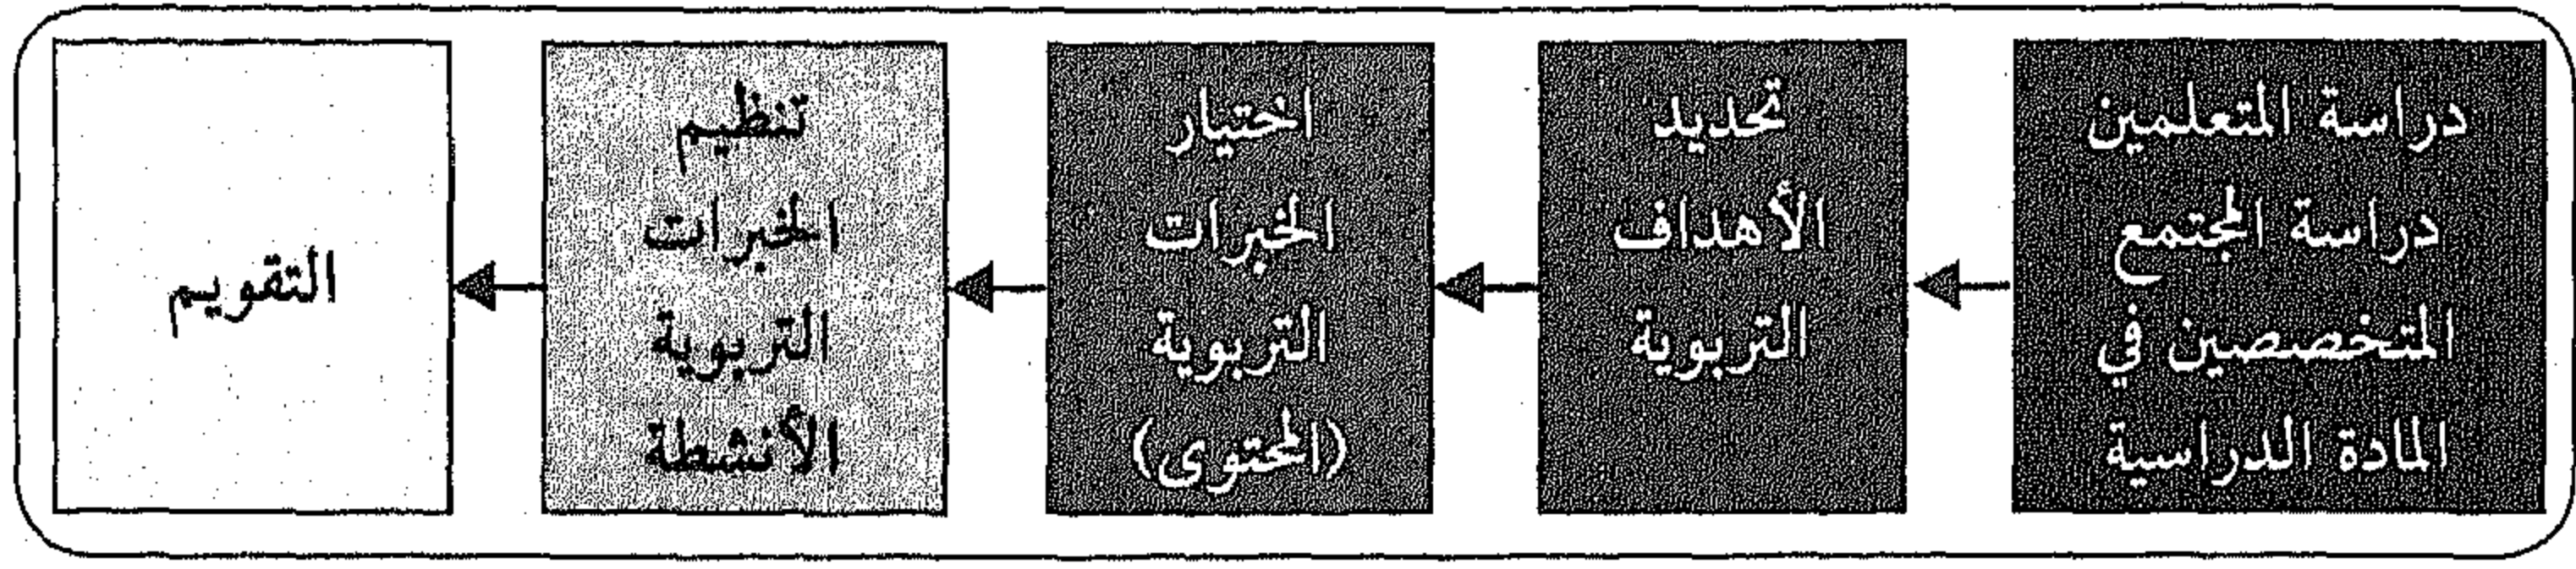 دراسة المتعلمين
دراسة المجتمع
المتخصصين في
المادة الدراسية
تحديد
الأهداف
التربوية
اختيار
الخبرات
التربوية
(المحتوى)
تنظيم
الخبرات
التربوية
الأنشطة
التقويم